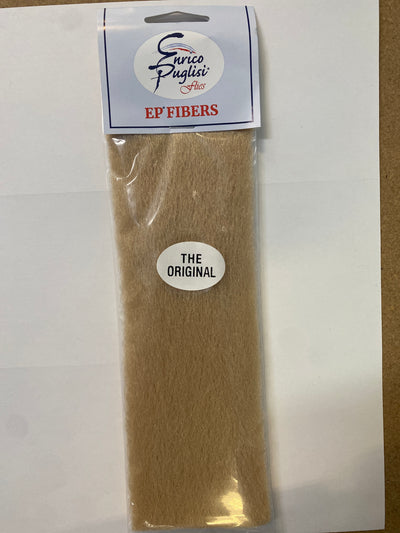 Enrico
Puglisi®
Flies
EP® FIBERS
THE
ORIGINAL